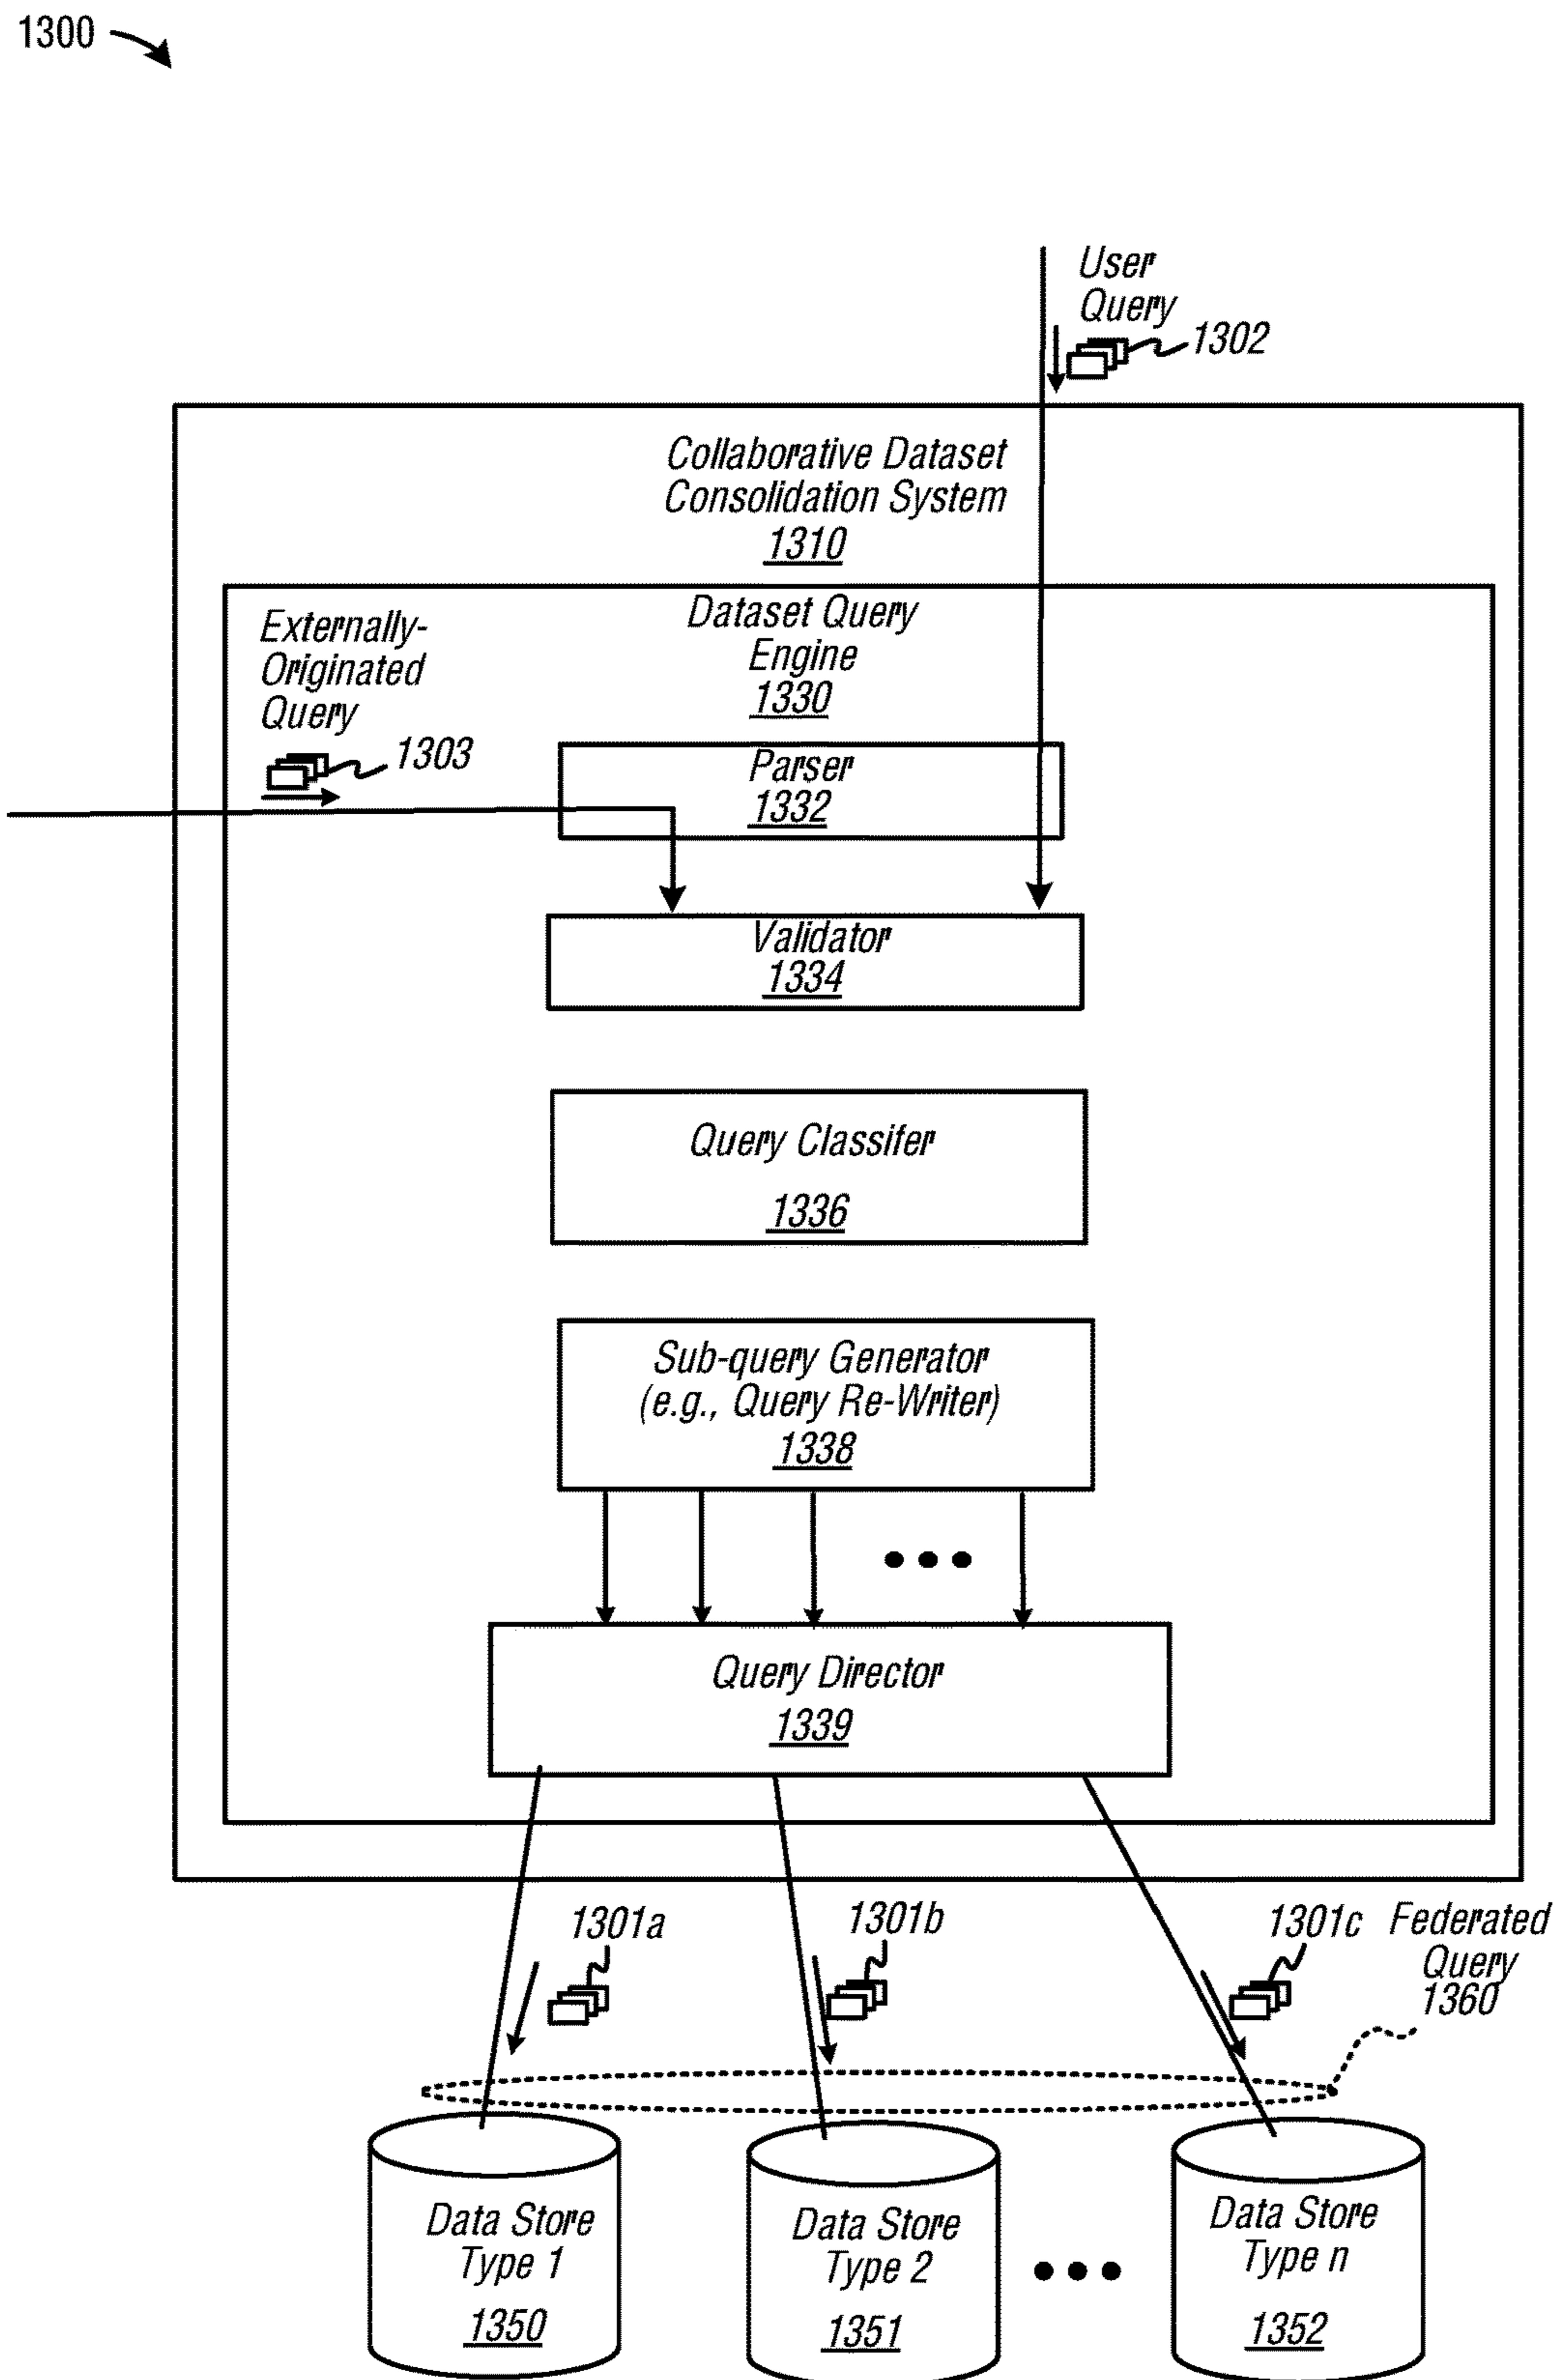 1300
User
Query
1302
Collaborative Dataset
Consolidation System
1310
Externally-
Originated
Query
1303
Dataset Query
Engine
1330
Parser
1332
Validator
1334
Query Classifer
1336
Sub-query Generator
(e.g., Query Re-Writer)
1338
Query Director
1339
1301a
1301b
1301c
Federated
Query
1360
Data Store
Type 1
1350
Data Store
Type 2
1351
Data Store
Type n
1352